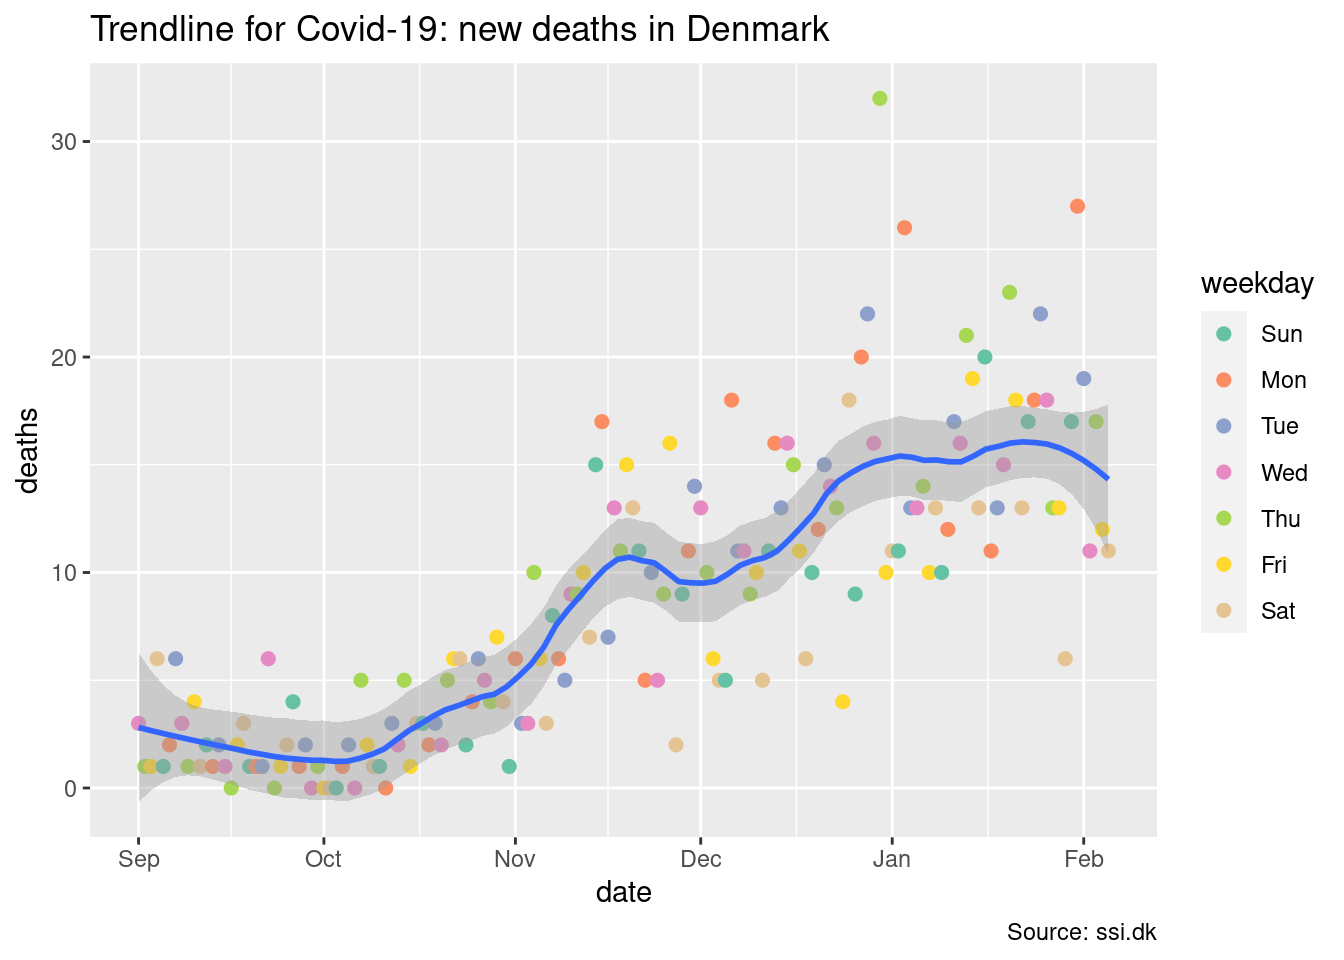 Trendline for Covid-19: new deaths in Denmark
30
20
10
0
deaths
Sep Oct Nov Dec Jan Feb
date
weekday
Sun
Mon
Tue
Wed
Thu
Fri
Sat
Source: ssi.dk